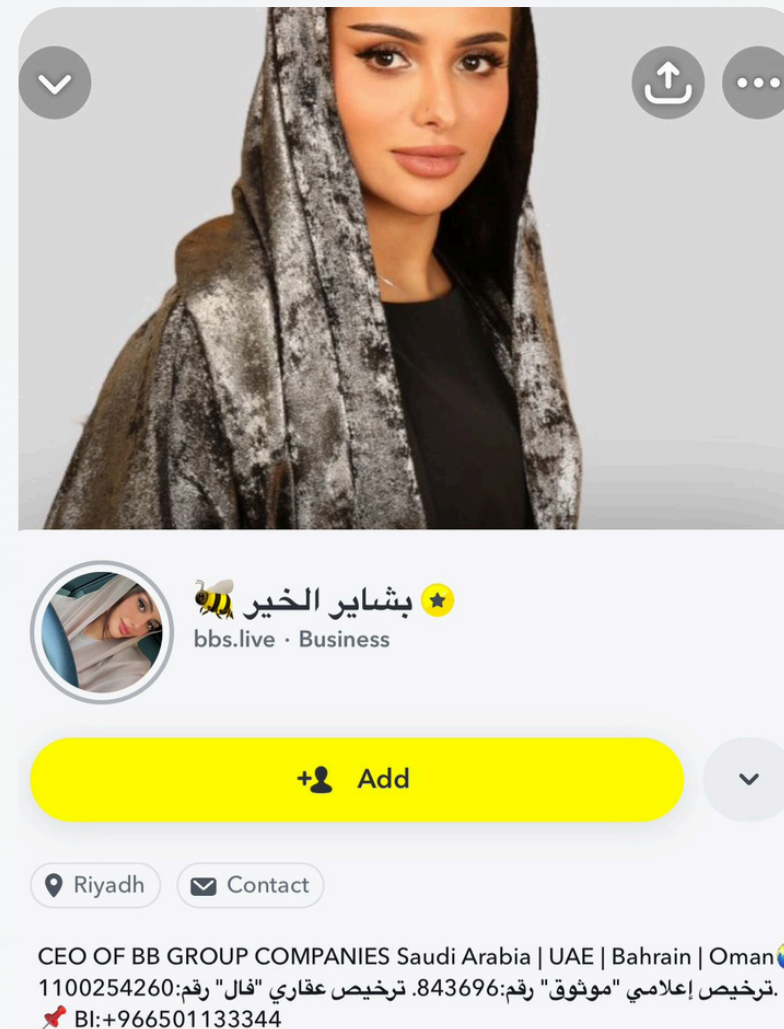 بشاير الخير 🐝
bbs.live · Business
Add
Riyadh
Contact
CEO OF BB GROUP COMPANIES Saudi Arabia | UAE | Bahrain | Oman
ترخيص إعلامي "موثوق" رقم:843696. ترخيص عقاري "فال" رقم:1100254260.
📌 BI:+966501133344